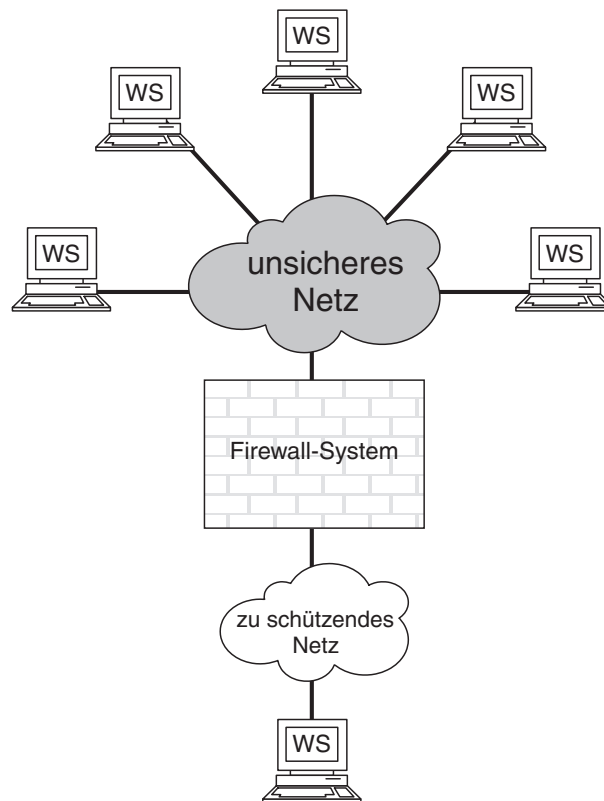 WS
WS
WS
WS
WS
unsicheres
Netz
Firewall-System
zu schützendes
Netz
WS